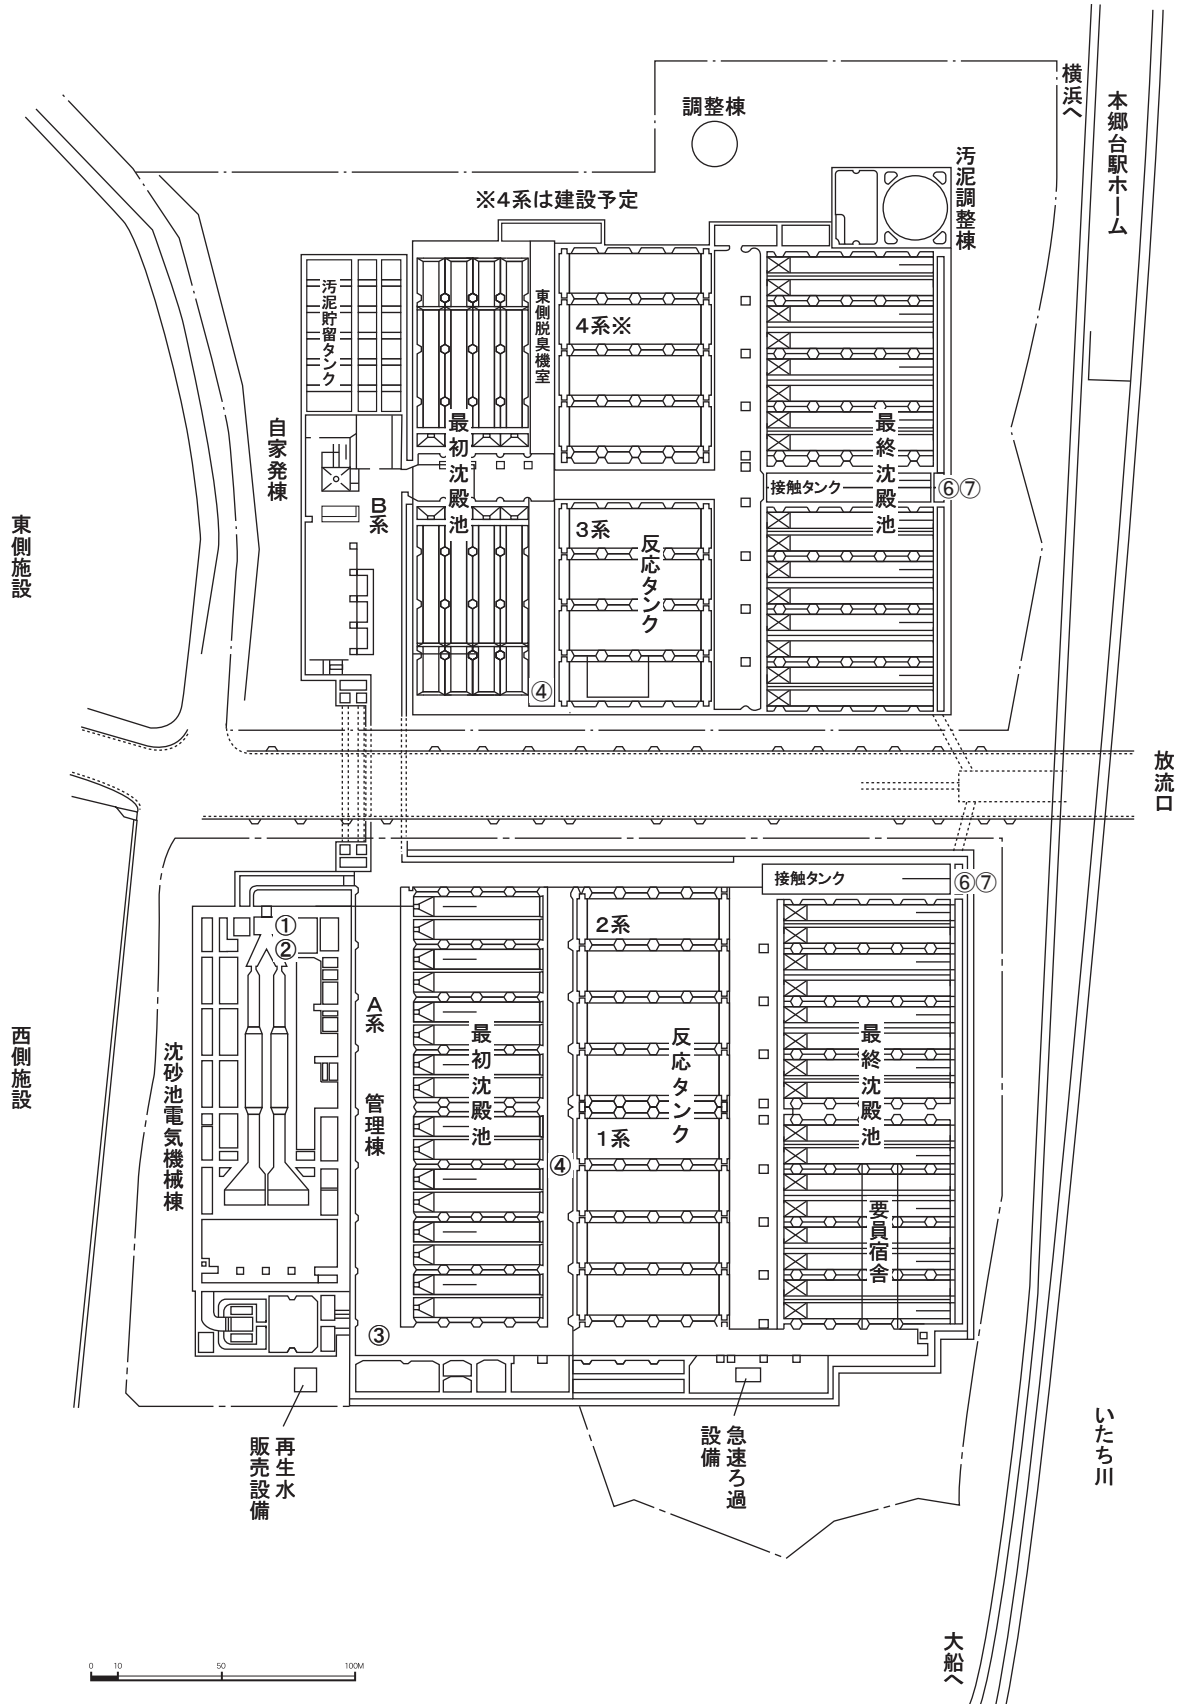 横浜へ
本郷台駅ホーム
調整棟
汚泥調整棟
※4系は建設予定
汚泥貯留タンク
東側脱臭機室
4系※
最初沈殿池
最終沈殿池
自家発棟
B系
接触タンク
⑥⑦
3系
反応タンク
東側施設
④
放流口
接触タンク
⑥⑦
①
②
2系
A系
最初沈殿池
反応タンク
最終沈殿池
西側施設
沈砂池電気機械棟
管理棟
1系
④
要員宿舎
③
再生水
販売設備
急速ろ過
設備
いたち川
大船へ
0 10 50 100M